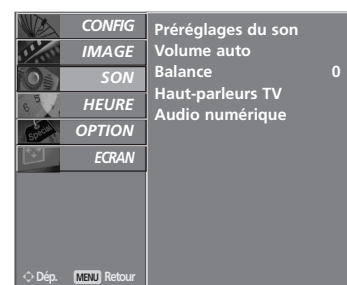 CONFIG
IMAGE
SON
HEURE
OPTION
ECRAN
Dép. MENU Retour
Préréglages du son
Volume auto
Balance 0
Haut-parleurs TV
Audio numérique
Special